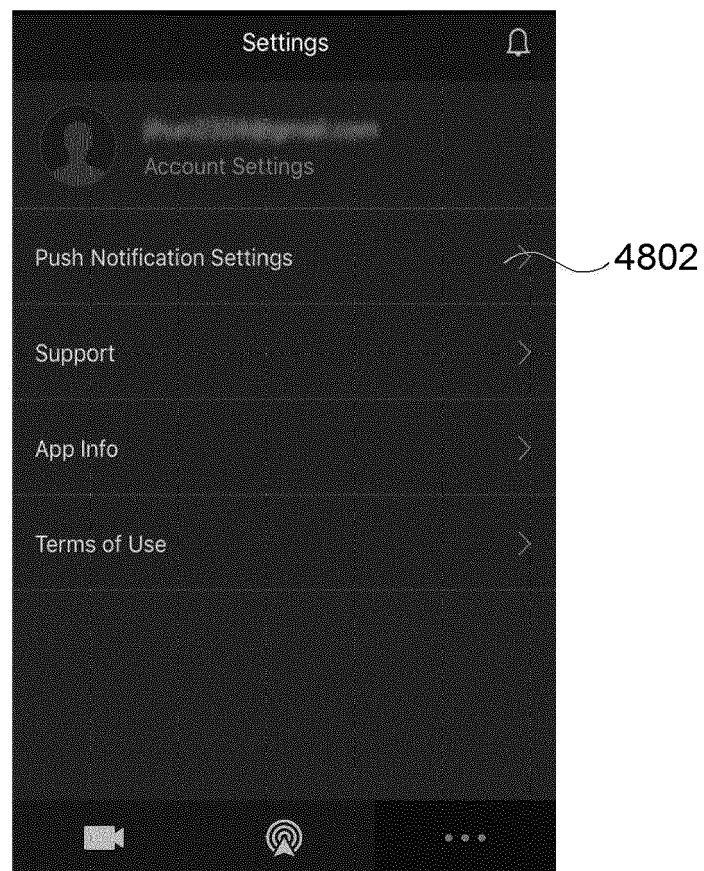 Settings
Account Settings
Push Notification Settings
4802
Support
App Info
Terms of Use